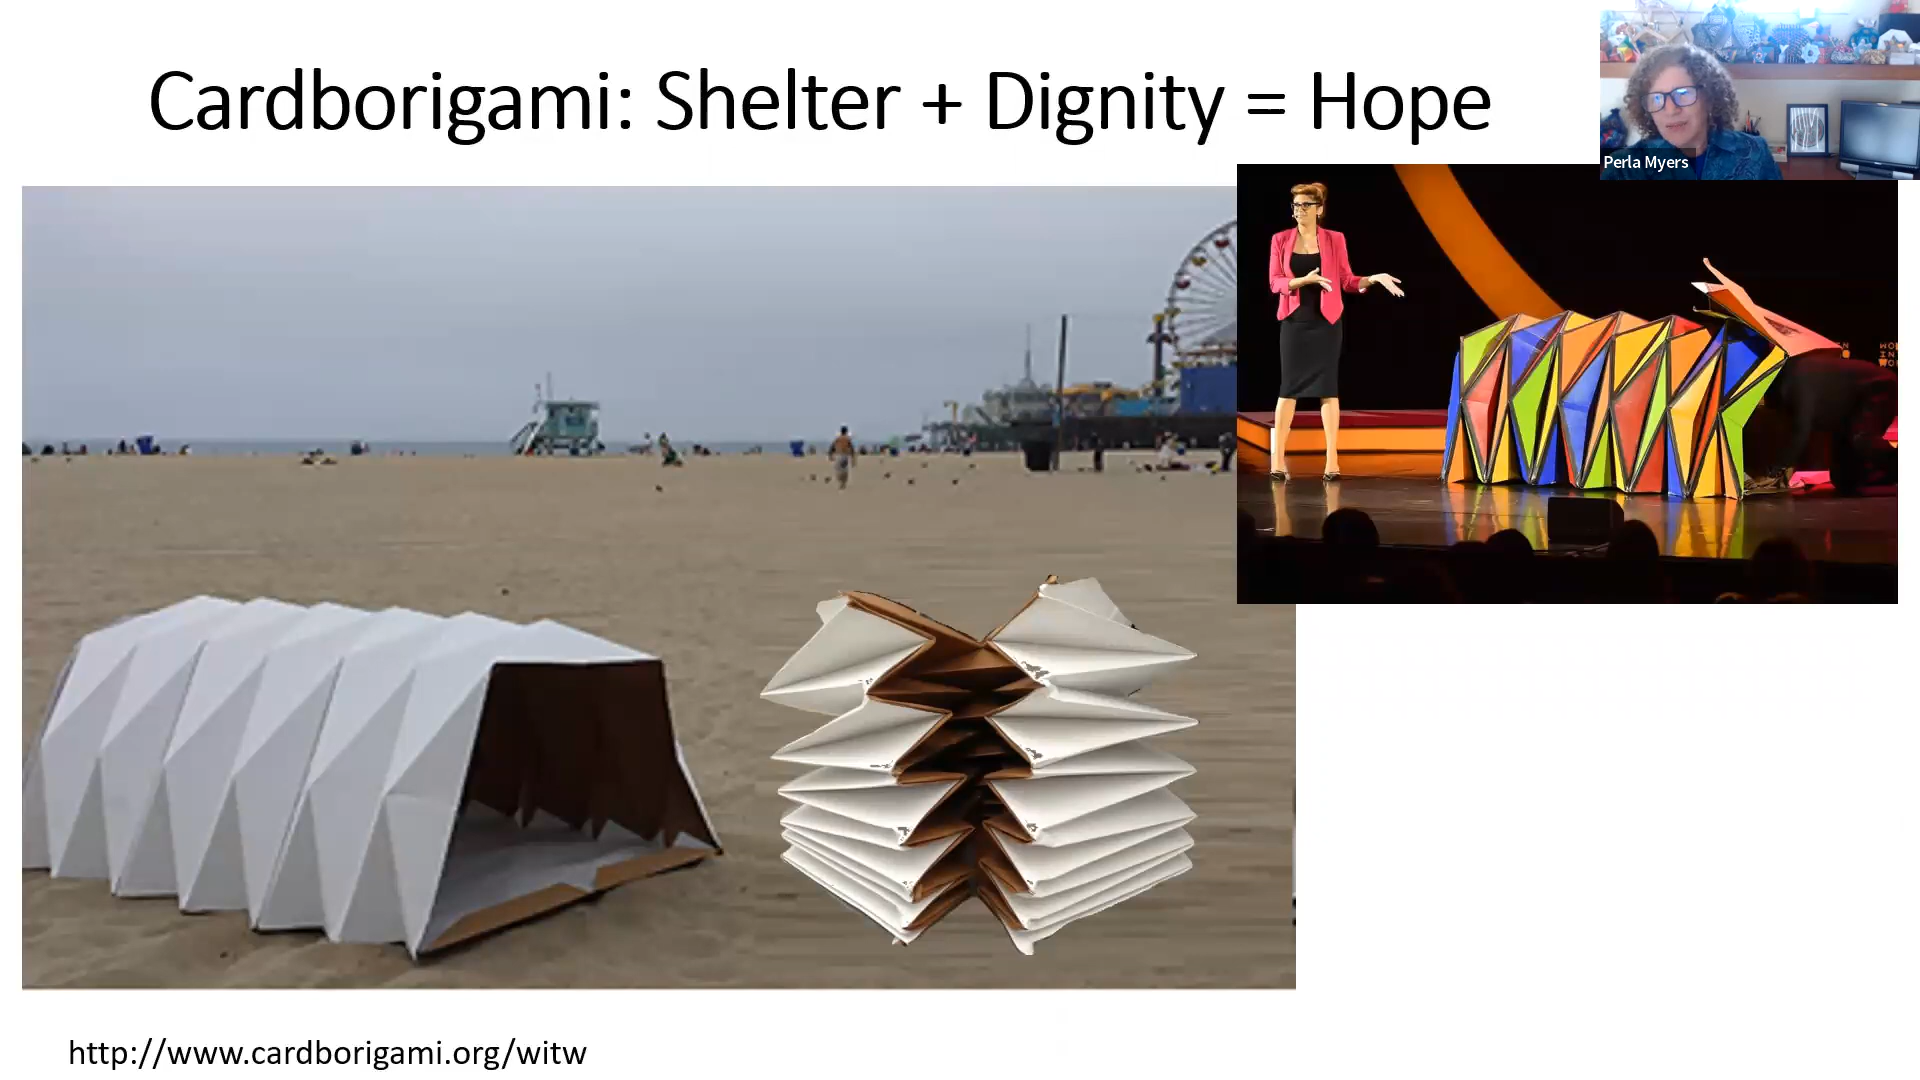 Cardborigami: Shelter + Dignity = Hope
Perla Myers
http://www.cardborigami.org/witw